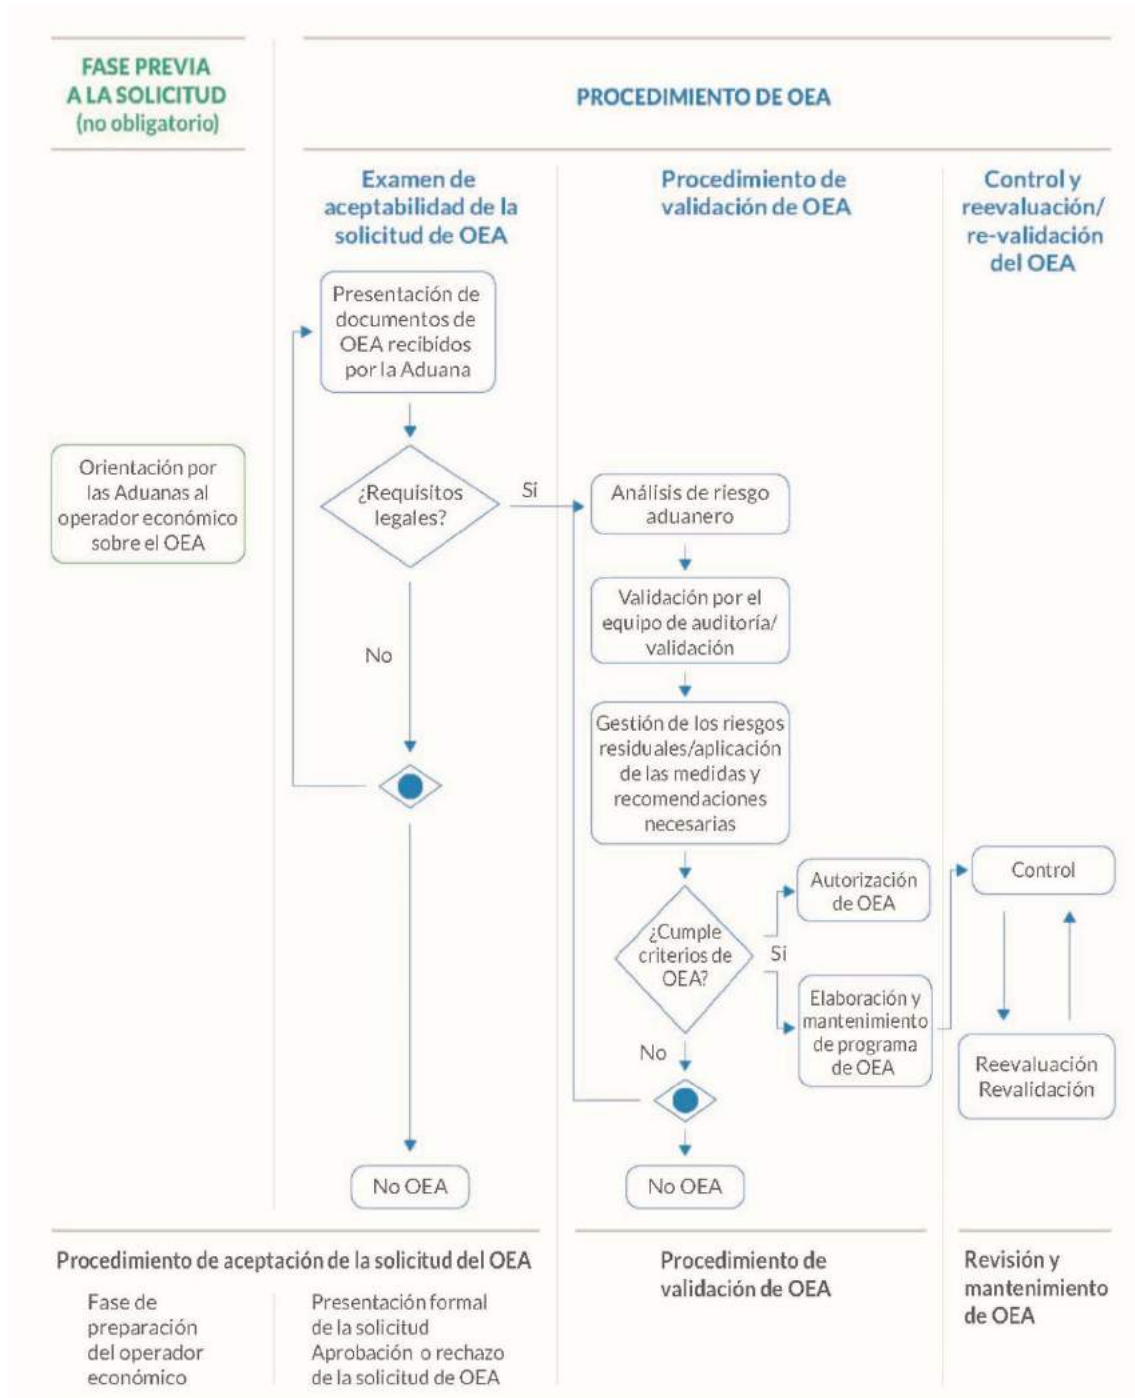 FASE PREVIA
A LA SOLICITUD
(no obligatorio)
PROCEDIMIENTO DE OEA
Examen de
aceptabilidad de la
solicitud de OEA
Procedimiento de
validación de OEA
Control y
reevaluación/
re-validación
del OEA
Presentación de
documentos de
OEA recibidos
por la Aduana
Orientación por
las Aduanas al
operador económico
sobre el OEA
¿Requisitos
legales?
Sí
No
Análisis de riesgo
aduanero
Validación por el
equipo de auditoría/
validación
Gestión de los riesgos
residuales/aplicación
de las medidas y
recomendaciones
necesarias
¿Cumple
criterios de
OEA?
Sí
No
Autorización
de OEA
Elaboración y
mantenimiento
de programa
de OEA
Control
Reevaluación
Revalidación
No OEA
No OEA
Procedimiento de aceptación de la solicitud del OEA
Fase de
preparación
del operador
económico
Presentación formal
de la solicitud
Aprobación o rechazo
de la solicitud de OEA
Procedimiento de
validación de OEA
Revisión y
mantenimiento
de OEA